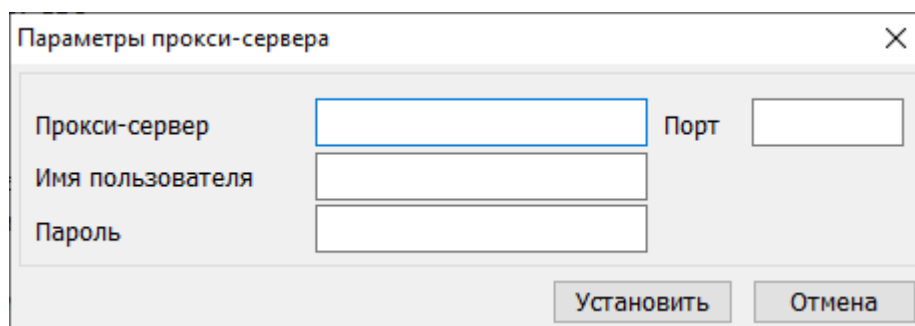 Параметры прокси-сервера
Прокси-сервер Порт
Имя пользователя
Пароль
Установить Отмена